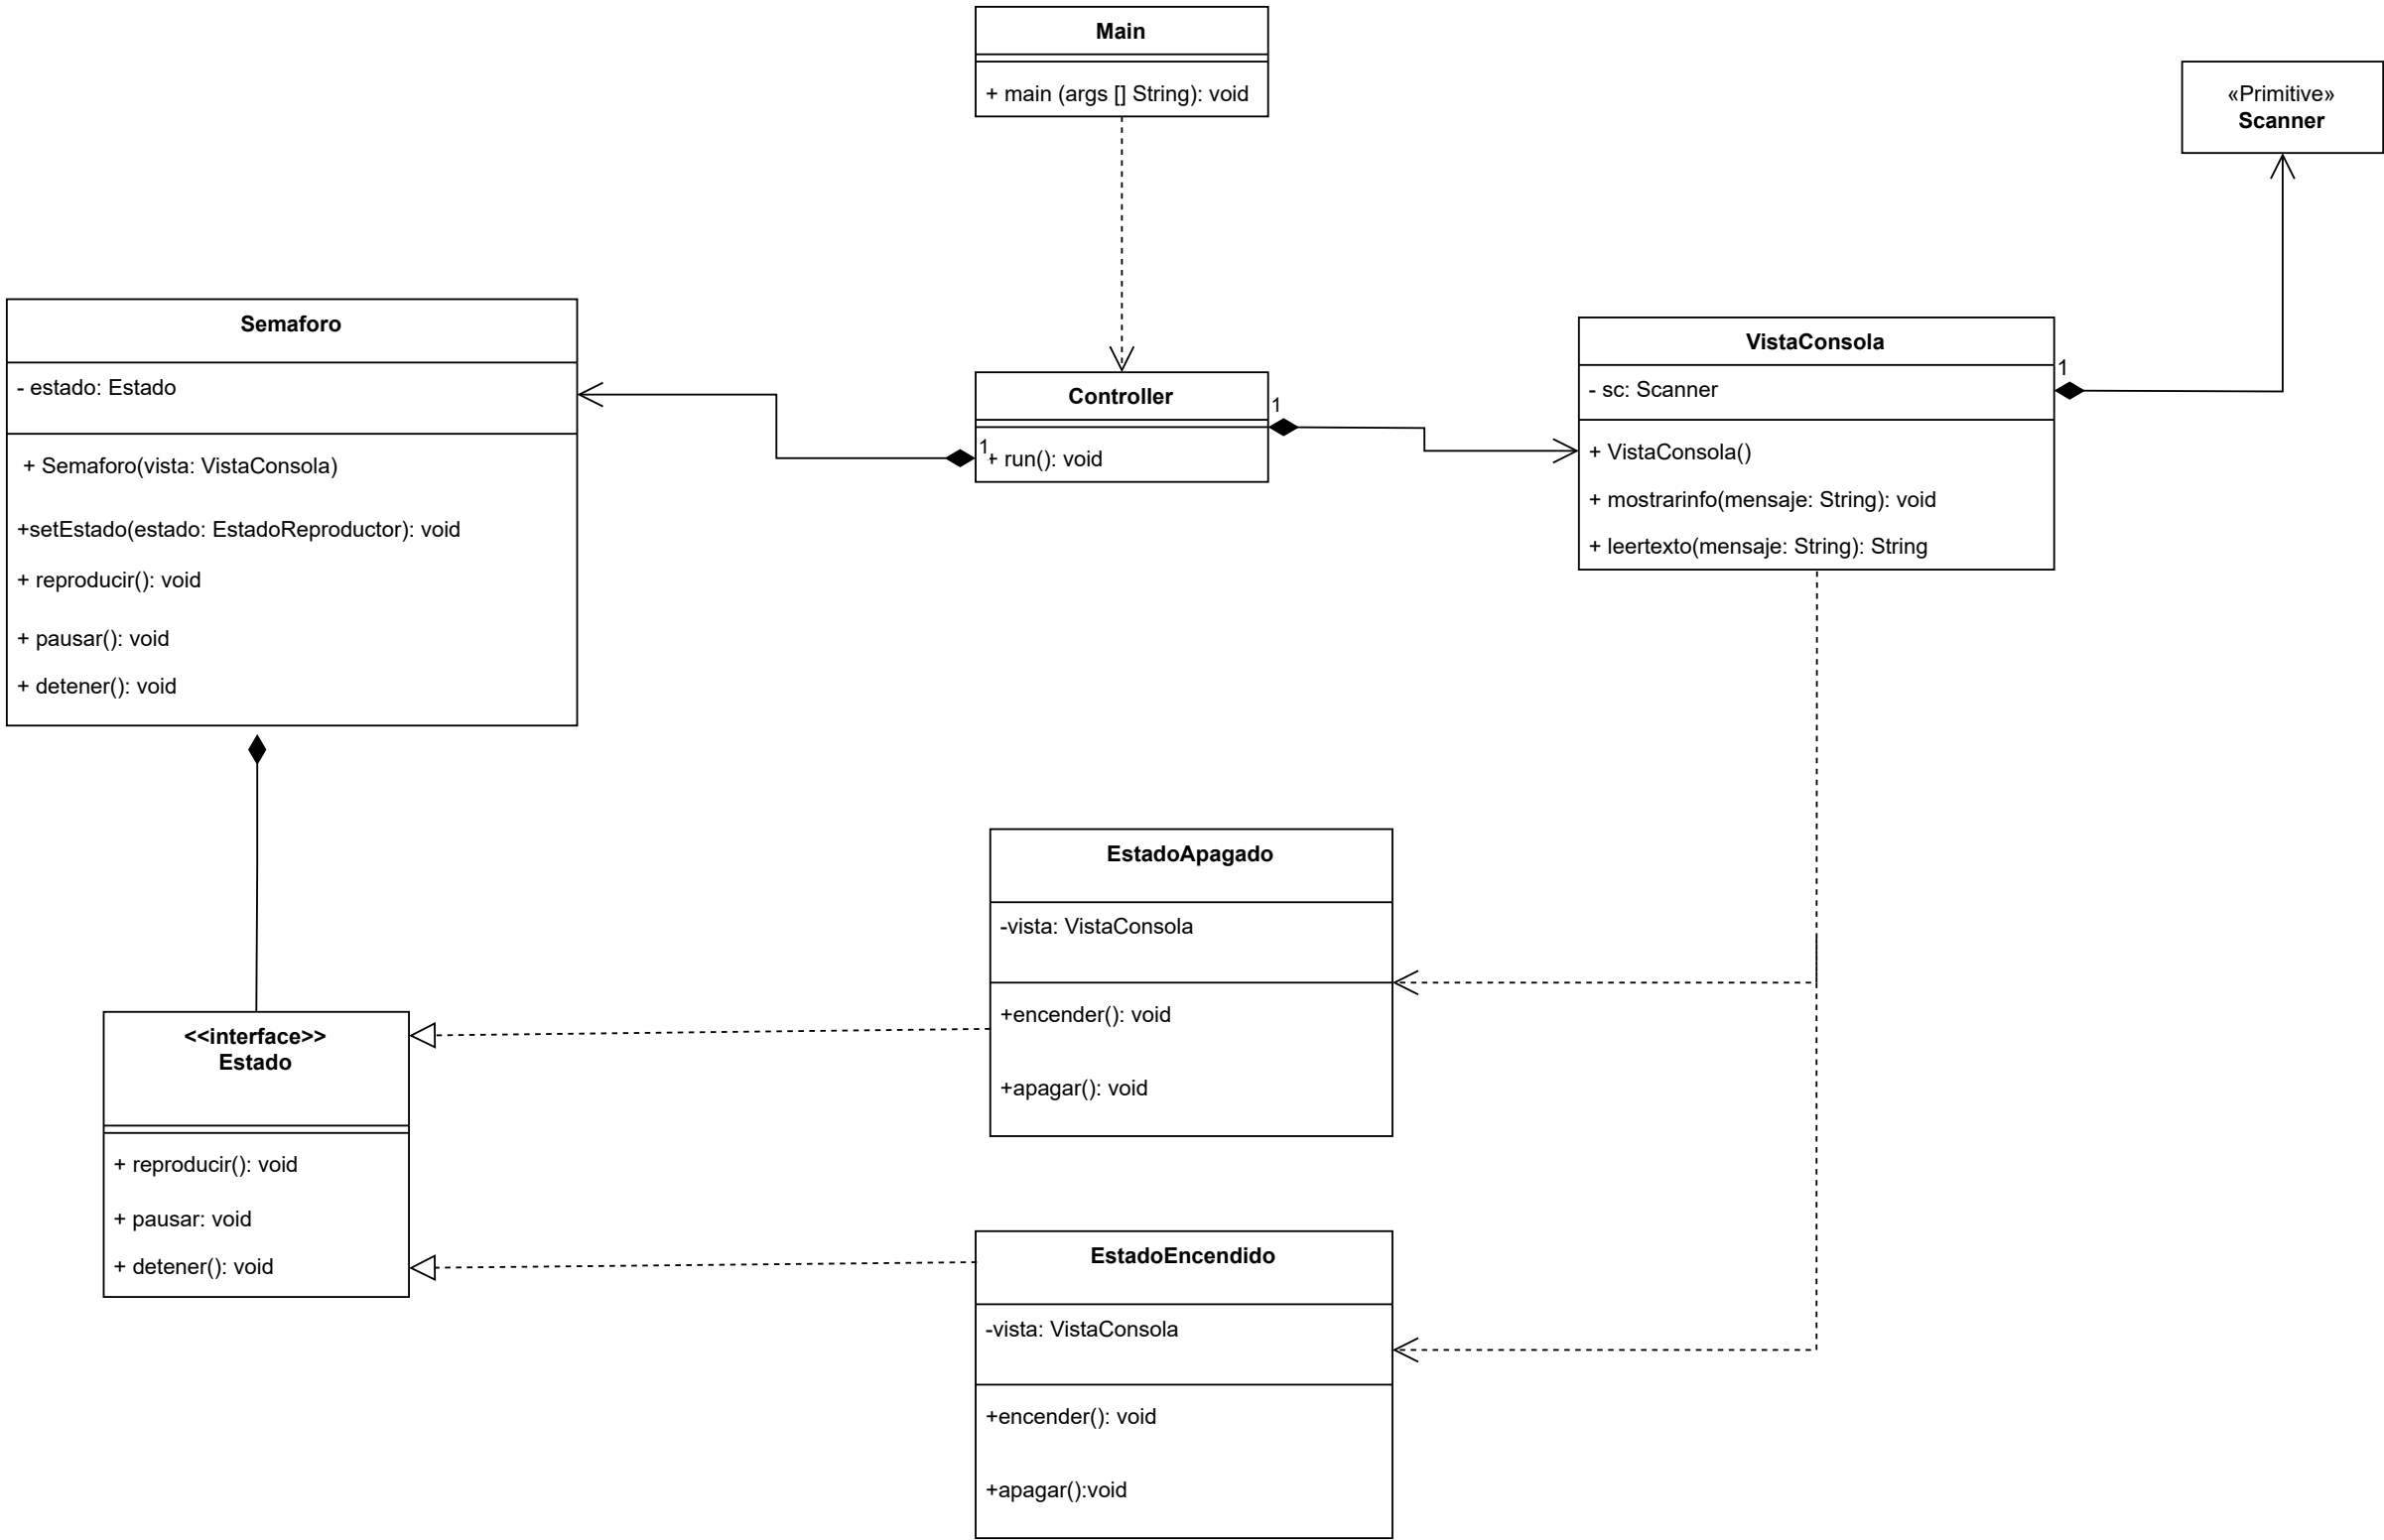 Main
+ main (args [] String): void
«Primitive»
Scanner
Semaforo
- estado: Estado
+ Semaforo(vista: VistaConsola)
+setEstado(estado: EstadoReproductor): void
+ reproducir(): void
+ pausar(): void
+ detener(): void
Controller
+ run(): void
1
1
VistaConsola
- sc: Scanner
+ VistaConsola()
+ mostrarinfo(mensaje: String): void
+ leertexto(mensaje: String): String
1
EstadoApagado
-vista: VistaConsola
+encender(): void
+apagar(): void
<<interface>>
Estado
+ reproducir(): void
+ pausar: void
+ detener(): void
EstadoEncendido
-vista: VistaConsola
+encender(): void
+apagar():void